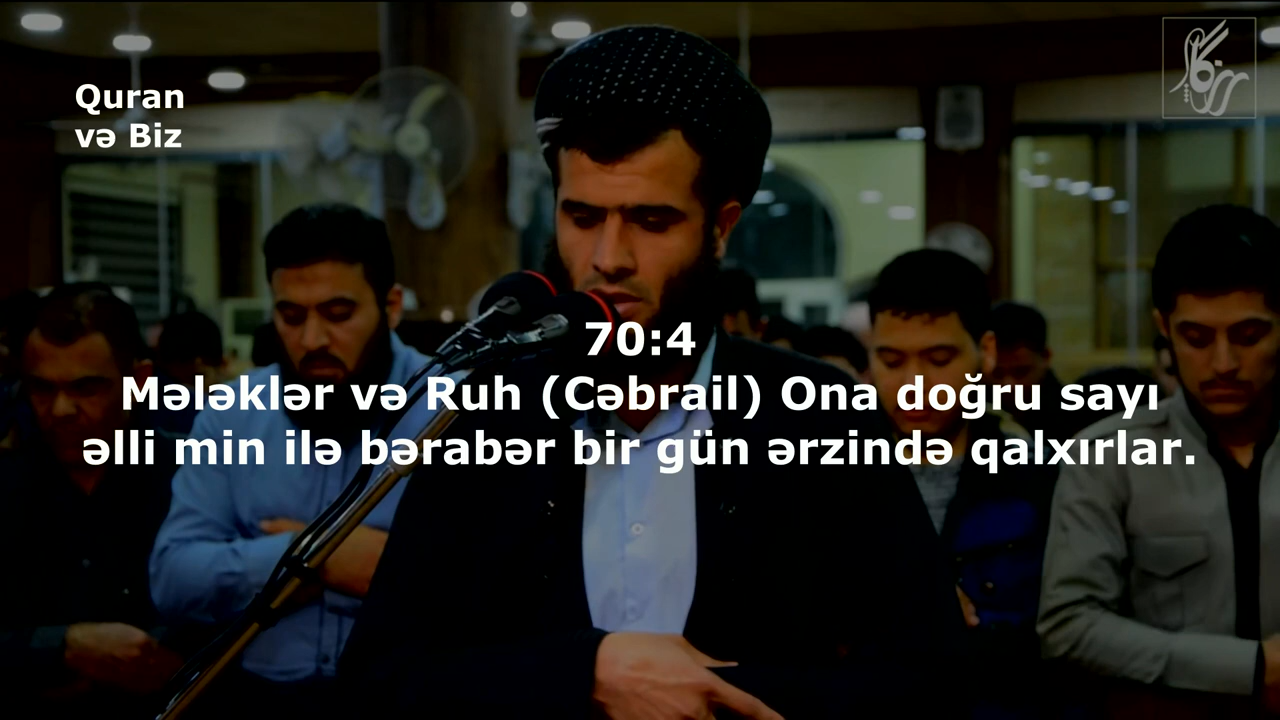 Quran
və Biz
70:4
Mələklər və Ruh (Cəbrail) Ona doğru sayı
əlli min ilə bərabər bir gün ərzində qalxırlar.